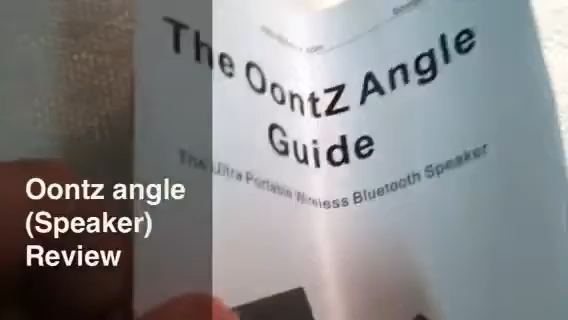 The OontZ Angle
Guide
The Ultra Portable Wireless Bluetooth Speaker
Oontz angle
(Speaker)
Review